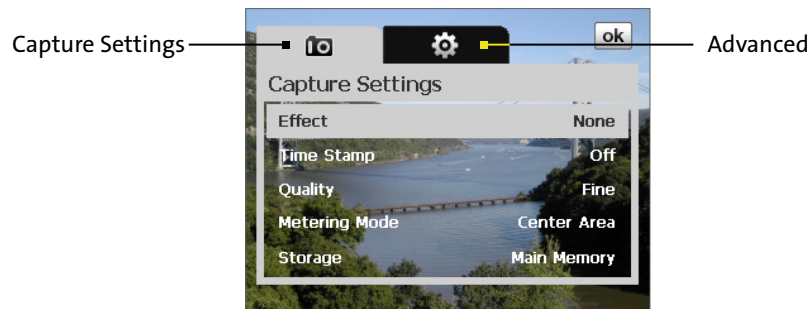 Capture Settings
Advanced
ok
Capture Settings
Effect None
Time Stamp Off
Quality Fine
Metering Mode Center Area
Storage Main Memory